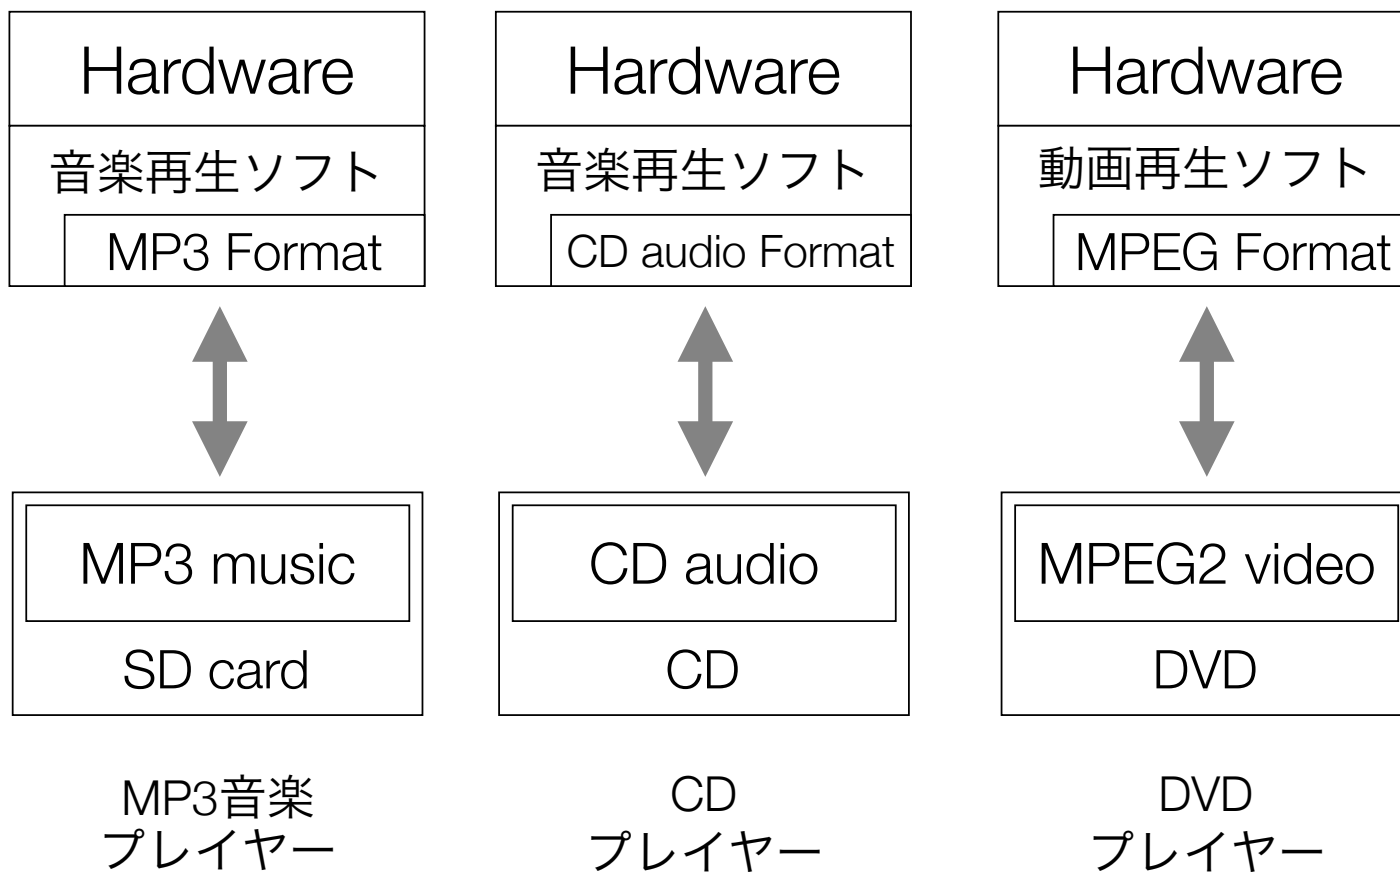 Hardware
音楽再生ソフト
MP3 Format
MP3 music
SD card
MP3音楽
プレイヤー
Hardware
音楽再生ソフト
CD audio Format
CD audio
CD
CD
プレイヤー
Hardware
動画再生ソフト
MPEG Format
MPEG2 video
DVD
DVD
プレイヤー